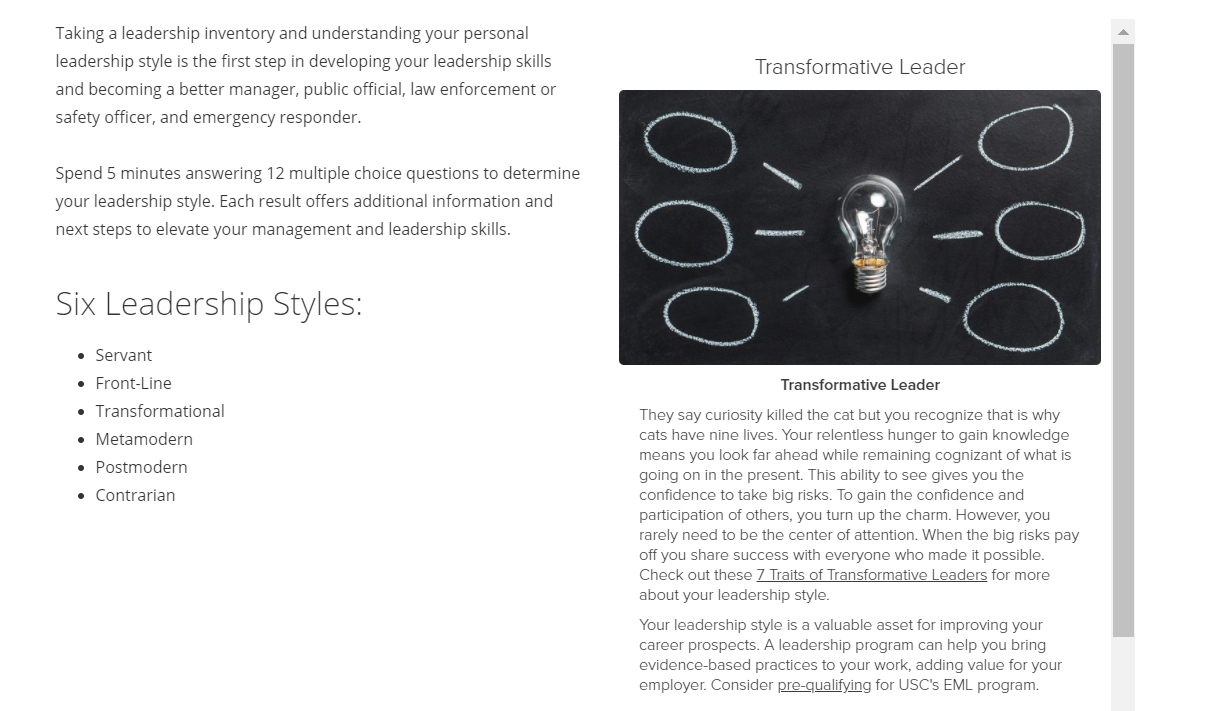 Taking a leadership inventory and understanding your personal
leadership style is the first step in developing your leadership skills
and becoming a better manager, public official, law enforcement or
safety officer, and emergency responder.
Spend 5 minutes answering 12 multiple choice questions to determine
your leadership style. Each result offers additional information and
next steps to elevate your management and leadership skills.
Six Leadership Styles:
Servant
Front-Line
Transformational
Metamodern
Postmodern
Contrarian
Transformative Leader
Transformative Leader
They say curiosity killed the cat but you recognize that is why
cats have nine lives. Your relentless hunger to gain knowledge
means you look far ahead while remaining cognizant of what is
going on in the present. This ability to see gives you the
confidence to take big risks. To gain the confidence and
participation of others, you turn up the charm. However, you
rarely need to be the center of attention. When the big risks pay
off you share success with everyone who made it possible.
Check out these 7 Traits of Transformative Leaders for more
about your leadership style.
Your leadership style is a valuable asset for improving your
career prospects. A leadership program can help you bring
evidence-based practices to your work, adding value for your
employer. Consider pre-qualifying for USC's EML program.